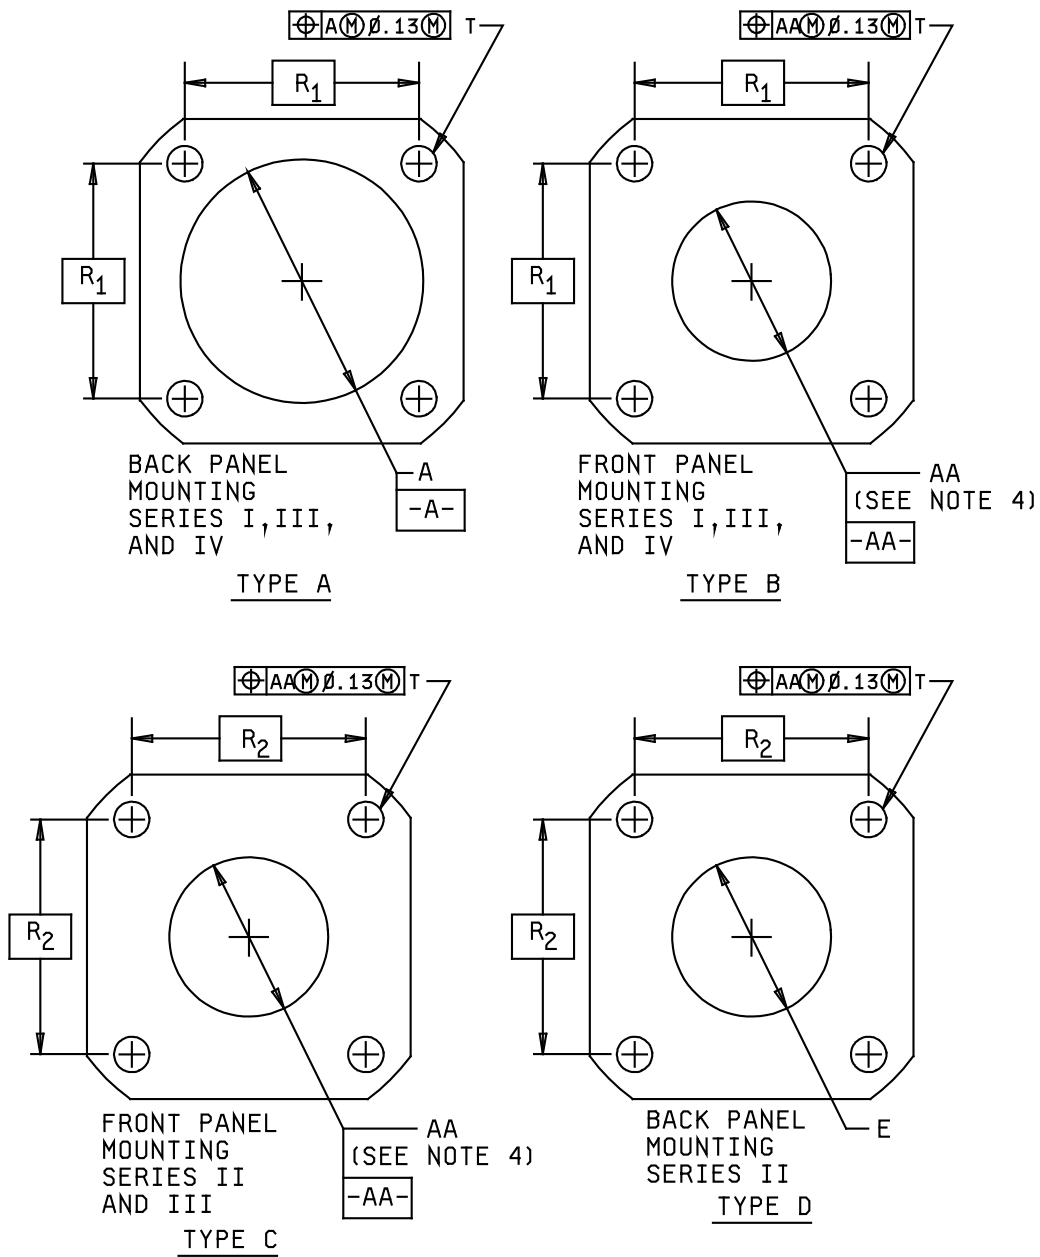 ⌖ A Ⓜ Ø.13 Ⓜ T
R1
R1
BACK PANEL
MOUNTING
SERIES I,III,
AND IV
A
-A-
TYPE A
⌖ AA Ⓜ Ø.13 Ⓜ T
R1
R1
FRONT PANEL
MOUNTING
SERIES I,III,
AND IV
AA
(SEE NOTE 4)
-AA-
TYPE B
⌖ AA Ⓜ Ø.13 Ⓜ T
R2
R2
FRONT PANEL
MOUNTING
SERIES II
AND III
AA
(SEE NOTE 4)
-AA-
TYPE C
⌖ AA Ⓜ Ø.13 Ⓜ T
R2
R2
BACK PANEL
MOUNTING
SERIES II
E
TYPE D